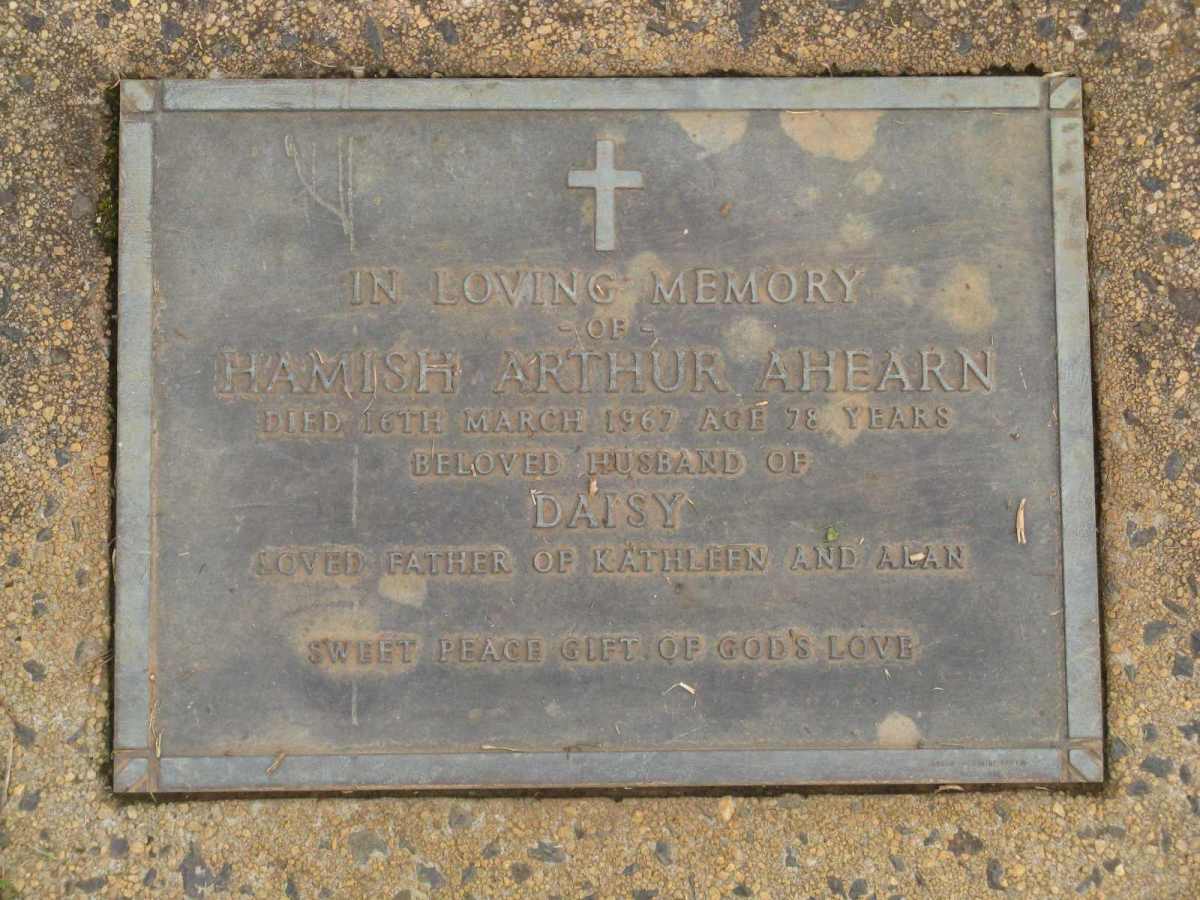 IN LOVING MEMORY
- OF -
HAMISH ARTHUR AHEARN
DIED 16TH MARCH 1967 AGE 78 YEARS
BELOVED HUSBAND OF
DAISY
LOVED FATHER OF KATHLEEN AND ALAN
SWEET PEACE GIFT OF GOD'S LOVE